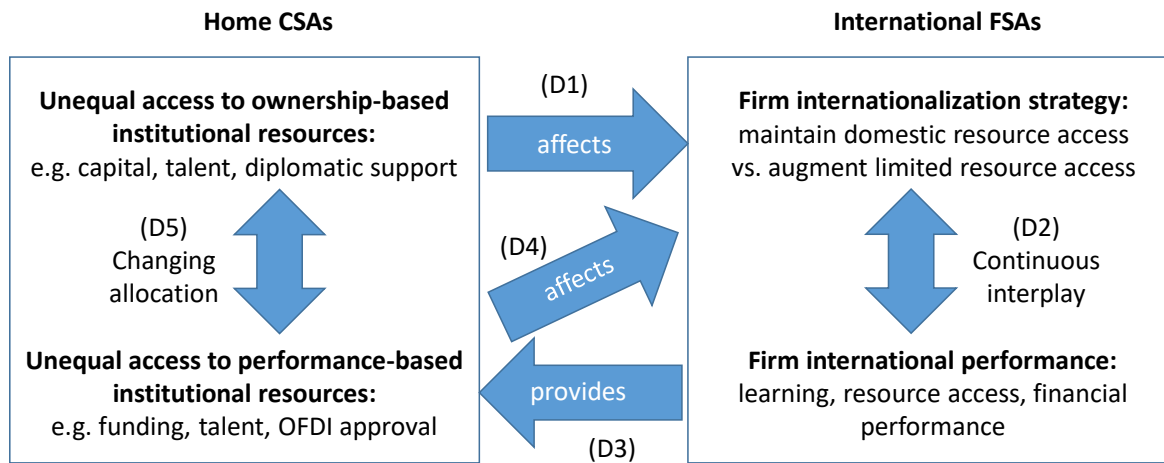 Home CSAs
International FSAs
Unequal access to ownership-based
institutional resources:
e.g. capital, talent, diplomatic support
(D5)
Changing
allocation
Unequal access to performance-based
institutional resources:
e.g. funding, talent, OFDI approval
(D1)
affects
(D4)
affects
provides
(D3)
Firm internationalization strategy:
maintain domestic resource access
vs. augment limited resource access
(D2)
Continuous
interplay
Firm international performance:
learning, resource access, financial
performance